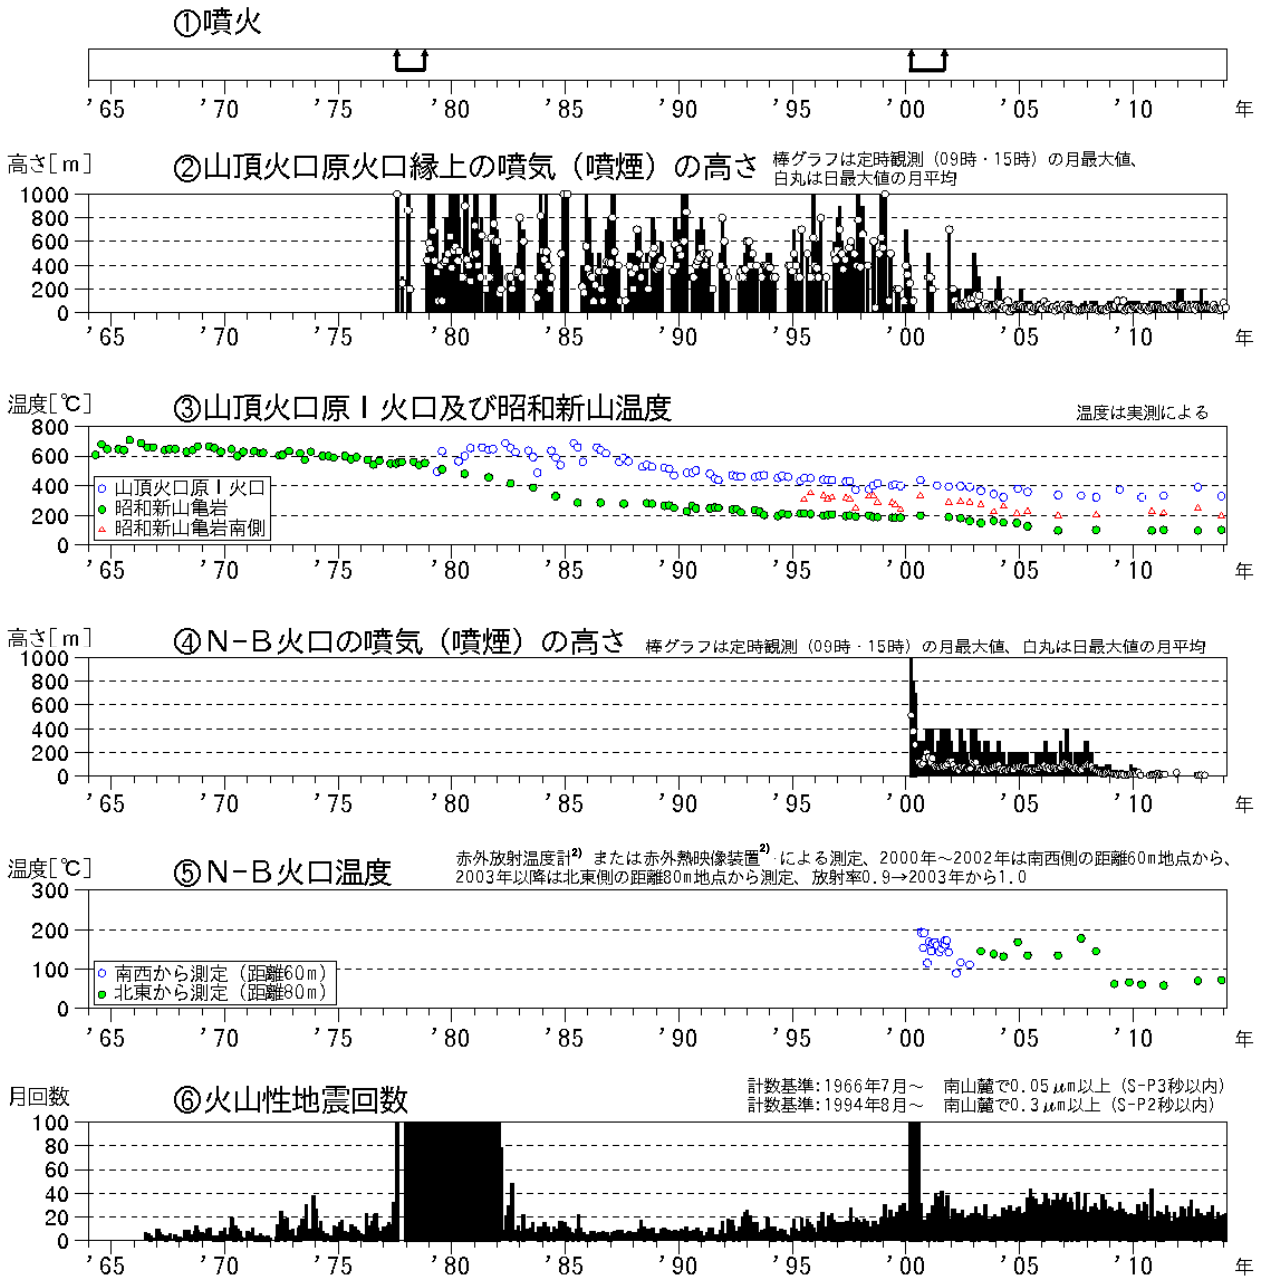 ①噴火
'65 '70 '75 '80 '85 '90 '95 '00 '05 '10 年
高さ[m] ②山頂火口原火口縁上の噴気（噴煙）の高さ 棒グラフは定時観測（09時・15時）の月最大値、
白丸は日最大値の月平均
1000
800
600
400
200
0
'65 '70 '75 '80 '85 '90 '95 '00 '05 '10 年
温度[℃] ③山頂火口原Ⅰ火口及び昭和新山温度 温度は実測による
800
600
400
200
0
山頂火口原Ⅰ火口
昭和新山亀岩
昭和新山亀岩南側
'65 '70 '75 '80 '85 '90 '95 '00 '05 '10 年
高さ[m] ④N-B火口の噴気（噴煙）の高さ 棒グラフは定時観測（09時・15時）の月最大値、白丸は日最大値の月平均
1000
800
600
400
200
0
'65 '70 '75 '80 '85 '90 '95 '00 '05 '10 年
温度[℃] ⑤N-B火口温度 赤外放射温度計2) または赤外熱映像装置2)による測定、2000年～2002年は南西側の距離60m地点から、
2003年以降は北東側の距離80m地点から測定、放射率0.9→2003年から1.0
300
200
100
0
南西から測定（距離60m）
北東から測定（距離80m）
'65 '70 '75 '80 '85 '90 '95 '00 '05 '10 年
月回数 ⑥火山性地震回数 計数基準:1966年7月～ 南山麓で0.05μm以上（S-P3秒以内）
計数基準:1994年8月～ 南山麓で0.3μm以上（S-P2秒以内）
100
80
60
40
20
0
'65 '70 '75 '80 '85 '90 '95 '00 '05 '10 年